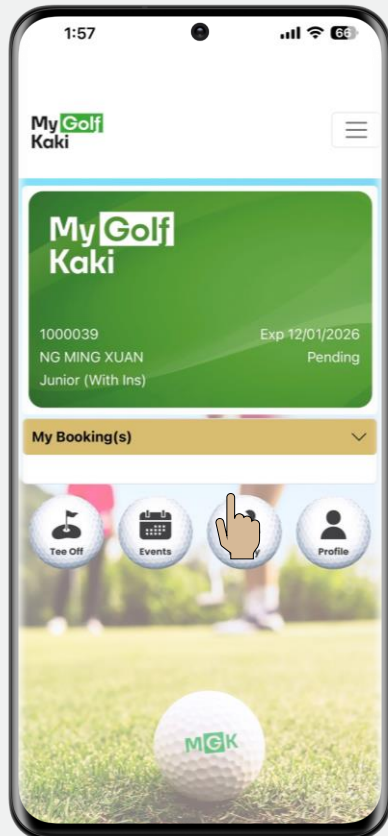 1:57
66
My Golf
Kaki
My Golf
Kaki
1000039
Exp 12/01/2026
NG MING XUAN
Pending
Junior (With Ins)
My Booking(s)
Tee Off
Events
Profile
MGK